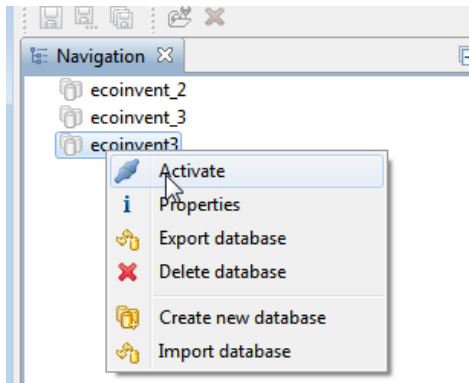 Navigation
ecoinvent_2
ecoinvent_3
ecoinvent3
Activate
Properties
Export database
Delete database
Create new database
Import database